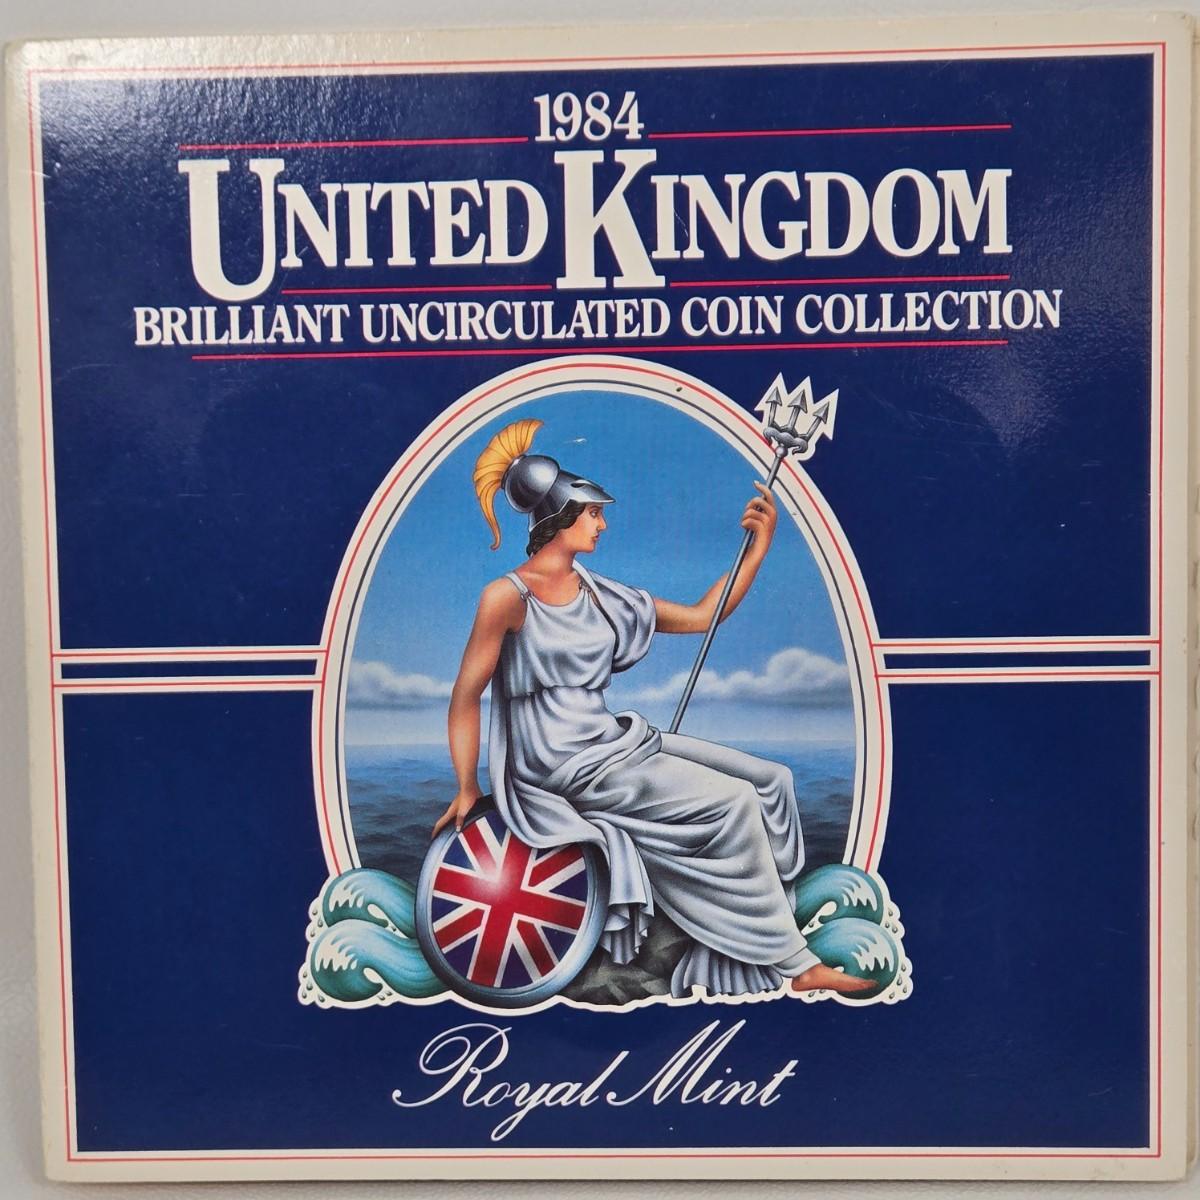 1984
UNITED KINGDOM
BRILLIANT UNCIRCULATED COIN COLLECTION
Royal Mint